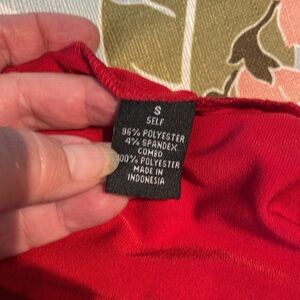 S
SELF
96% POLYESTER
4% SPANDEX
COMBO
100% POLYESTER
MADE IN
INDONESIA